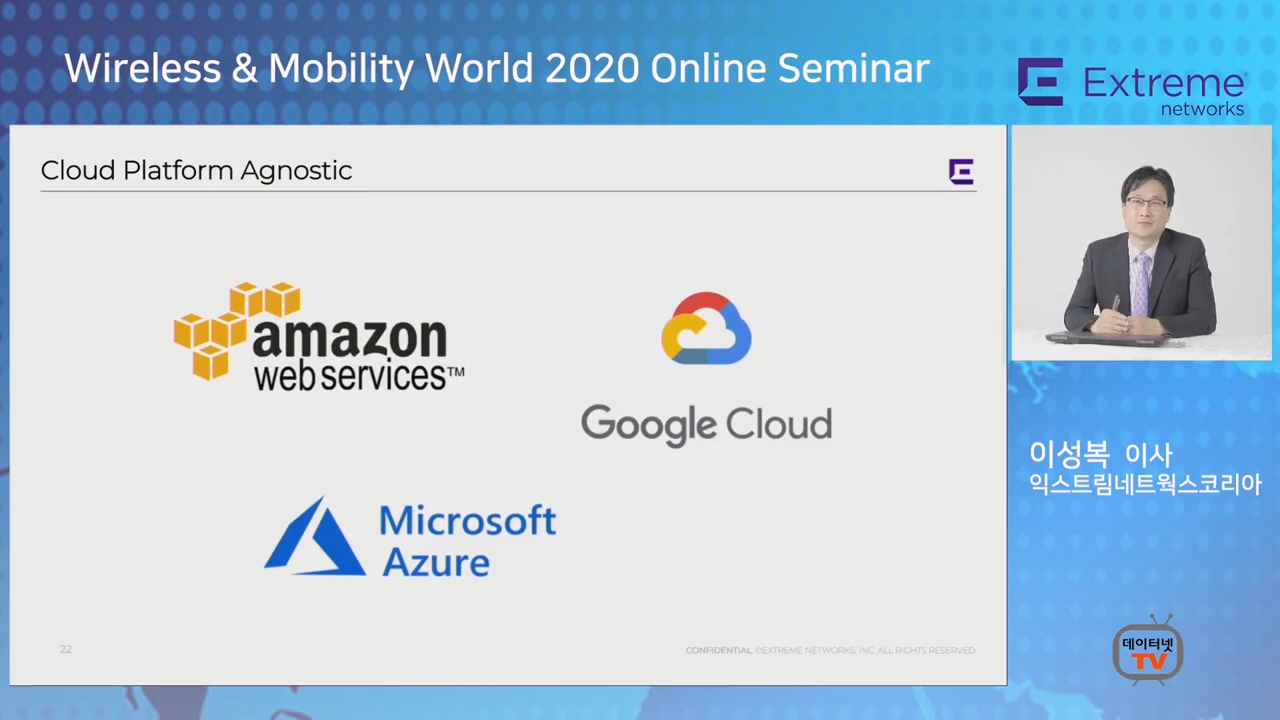 Wireless & Mobility World 2020 Online Seminar
Extreme
networks
Cloud Platform Agnostic
amazon
web services™
Google Cloud
Microsoft
Azure
22
CONFIDENTIAL. ©EXTREME NETWORKS, INC. ALL RIGHTS RESERVED.
이성복 이사
익스트림네트웍스코리아
데이터넷
TV